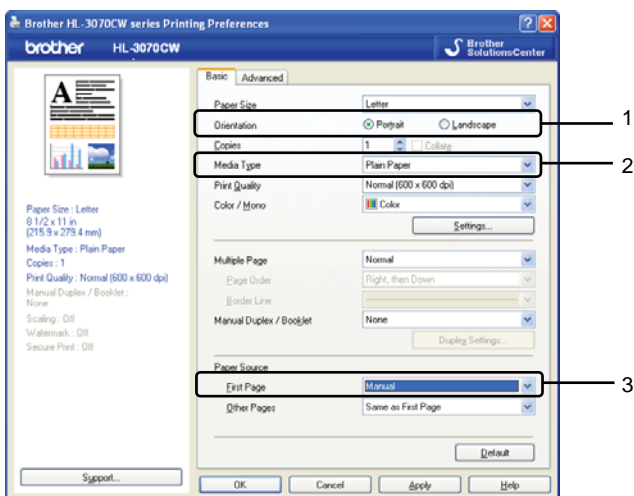 Brother HL-3070CW series Printing Preferences
brother HL-3070CW
Brother
SolutionsCenter
Basic Advanced
A
Paper Size Letter
Orientation Portrait Landscape 1
Copies 1 Collate
Media Type Plain Paper 2
Print Quality Normal (600 x 600 dpi)
Color / Mono Color
Settings...
Paper Size : Letter
8 1/2 x 11 in
(215.9 x 279.4 mm)
Media Type : Plain Paper
Copies : 1
Print Quality : Normal (600 x 600 dpi)
Manual Duplex / Booklet :
None
Scaling : Off
Watermark : Off
Secure Print : Off
Multiple Page Normal
Page Order Right, then Down
Border Line
Manual Duplex / Booklet None
Duplex Settings...
Paper Source
First Page Manual 3
Other Pages Same as First Page
Default
Support...
OK Cancel Apply Help